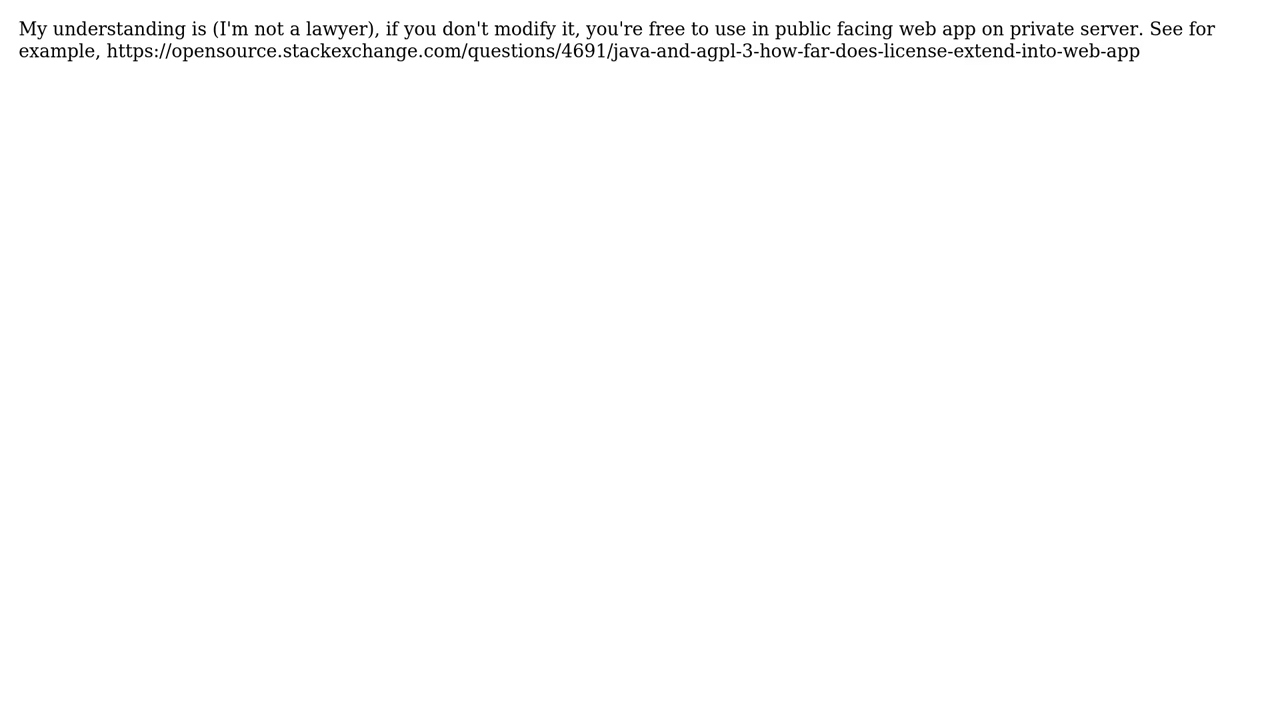 My understanding is (I'm not a lawyer), if you don't modify it, you're free to use in public facing web app on private server. See for
example, https://opensource.stackexchange.com/questions/4691/java-and-agpl-3-how-far-does-license-extend-into-web-app